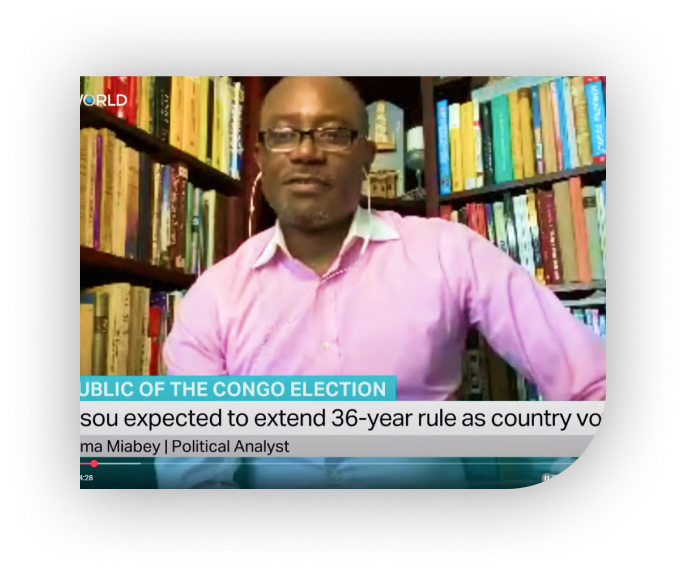 WORLD
UBLIC OF THE CONGO ELECTION
sou expected to extend 36-year rule as country vo
ma Miabey | Political Analyst
4:28